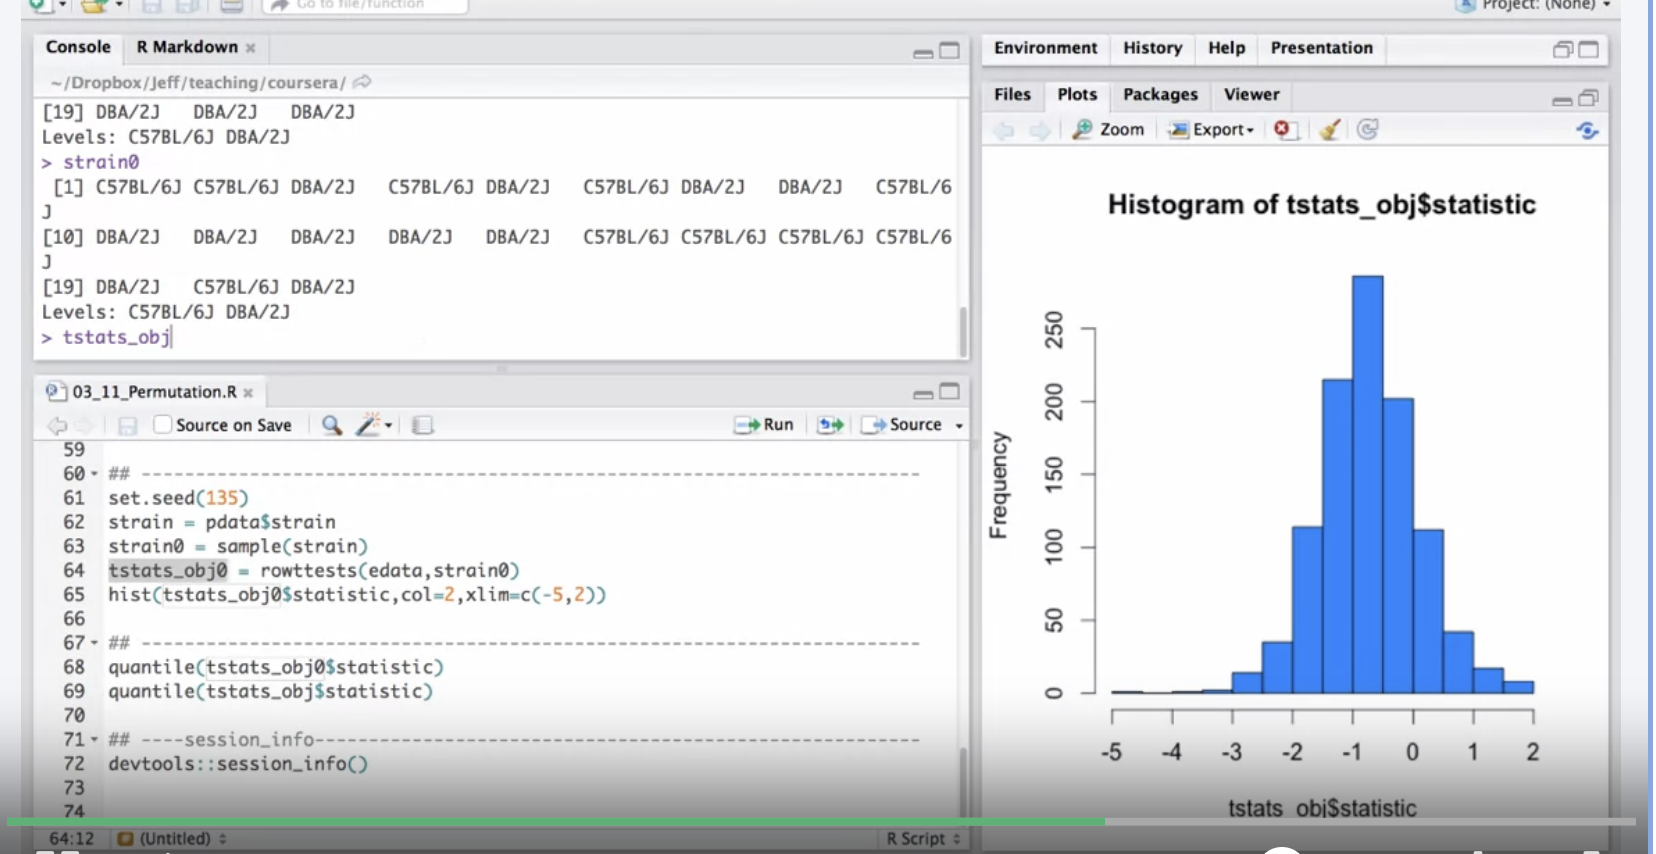 Go to file/function
Project: (None)
Console R Markdown
~/Dropbox/Jeff/teaching/coursera/
[19] DBA/2J DBA/2J DBA/2J
Levels: C57BL/6J DBA/2J
> strain0
[1] C57BL/6J C57BL/6J DBA/2J C57BL/6J DBA/2J C57BL/6J DBA/2J DBA/2J C57BL/6
J
[10] DBA/2J DBA/2J DBA/2J DBA/2J DBA/2J C57BL/6J C57BL/6J C57BL/6J C57BL/6
J
[19] DBA/2J C57BL/6J DBA/2J
Levels: C57BL/6J DBA/2J
> tstats_obj
03_11_Permutation.R
Source on Save Run Source
59
60 ## ------------------------------------------------------------------------
61 set.seed(135)
62 strain = pdata$strain
63 strain0 = sample(strain)
64 tstats_obj0 = rowttests(edata,strain0)
65 hist(tstats_obj0$statistic,col=2,xlim=c(-5,2))
66
67 ## ------------------------------------------------------------------------
68 quantile(tstats_obj0$statistic)
69 quantile(tstats_obj$statistic)
70
71 ## ----session_info--------------------------------------------------------
72 devtools::session_info()
73
74
64:12 (Untitled) R Script
Environment History Help Presentation
Files Plots Packages Viewer
Zoom Export
Histogram of tstats_obj$statistic
Frequency
250
200
150
100
50
0
-5 -4 -3 -2 -1 0 1 2
tstats_obj$statistic